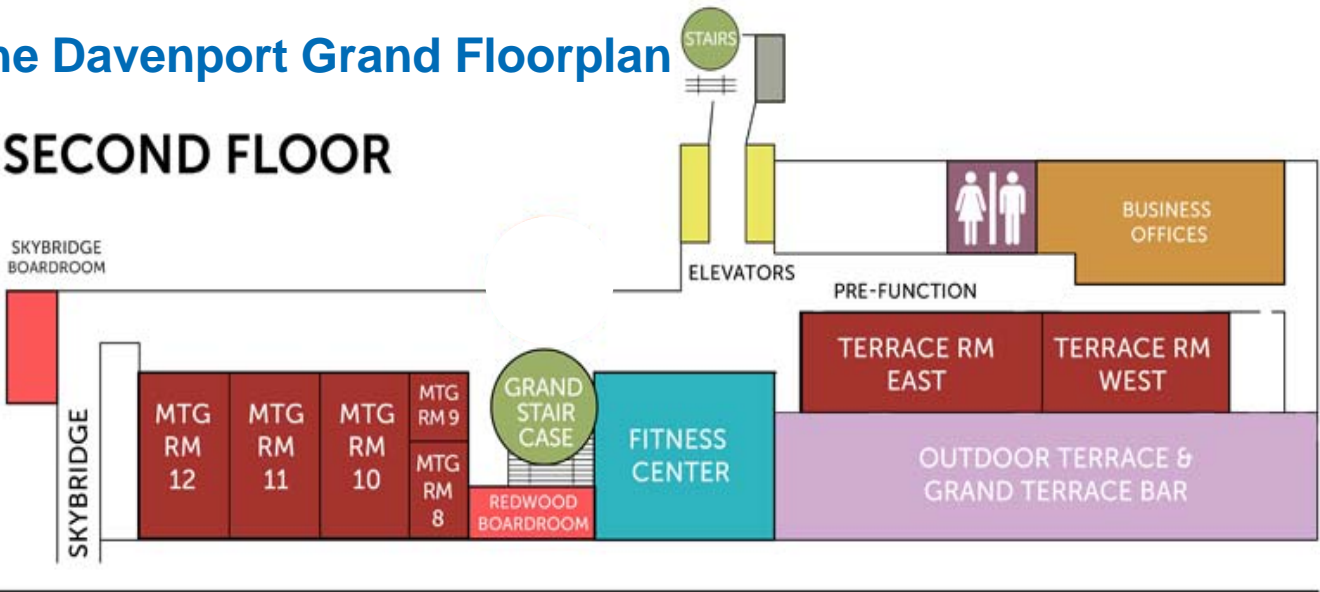 ne Davenport Grand Floorplan
STAIRS
SECOND FLOOR
SKYBRIDGE
BOARDROOM
BUSINESS
OFFICES
ELEVATORS
PRE-FUNCTION
TERRACE RM
EAST
TERRACE RM
WEST
SKYBRIDGE
MTG
RM
12
MTG
RM
11
MTG
RM
10
MTG
RM 9
MTG
RM
8
GRAND
STAIR
CASE
REDWOOD
BOARDROOM
FITNESS
CENTER
OUTDOOR TERRACE &
GRAND TERRACE BAR